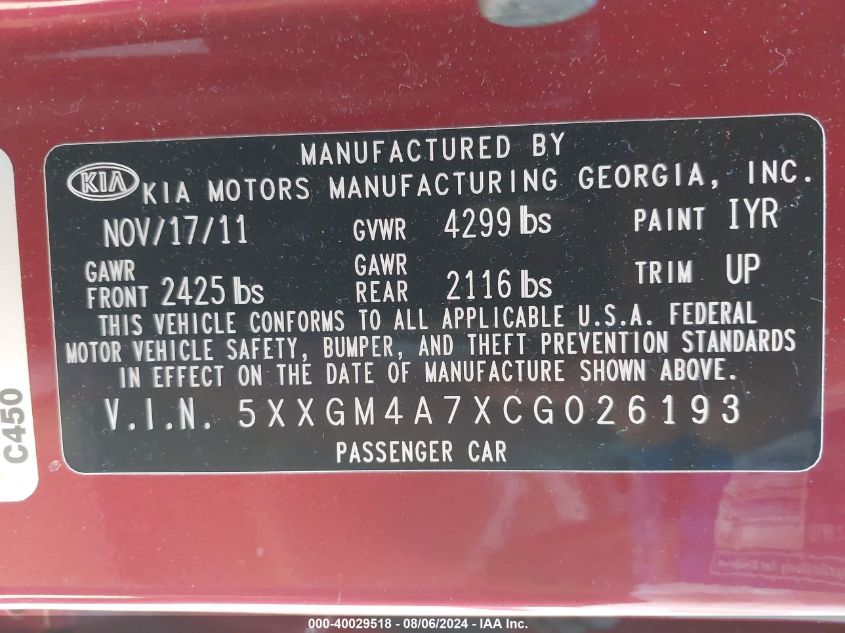 MANUFACTURED BY
KIA KIA MOTORS MANUFACTURING GEORGIA, INC.
NOV/17/11 GVWR 4299 lbs PAINT IYR
GAWR FRONT 2425 lbs GAWR REAR 2116 lbs TRIM UP
THIS VEHICLE CONFORMS TO ALL APPLICABLE U.S.A. FEDERAL
MOTOR VEHICLE SAFETY, BUMPER, AND THEFT PREVENTION STANDARDS
IN EFFECT ON THE DATE OF MANUFACTURE SHOWN ABOVE.
V.I.N. 5XXGM4A7XCG026193
PASSENGER CAR
C450
000-40029518 - 08/06/2024 - IAA Inc.